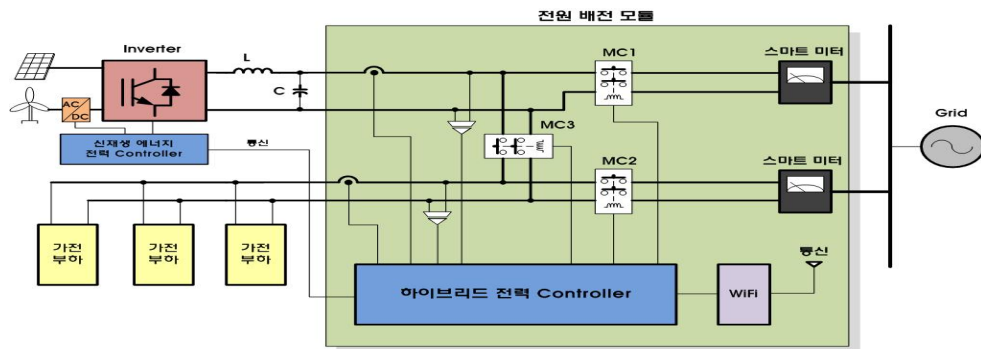 전원 배전 모듈
Inverter
L
C
MC1
스마트 미터
AC
DC
신재생 에너지
전력 Controller
통신
MC3
Grid
MC2
스마트 미터
가전
부하
가전
부하
가전
부하
하이브리드 전력 Controller
WiFi
통신